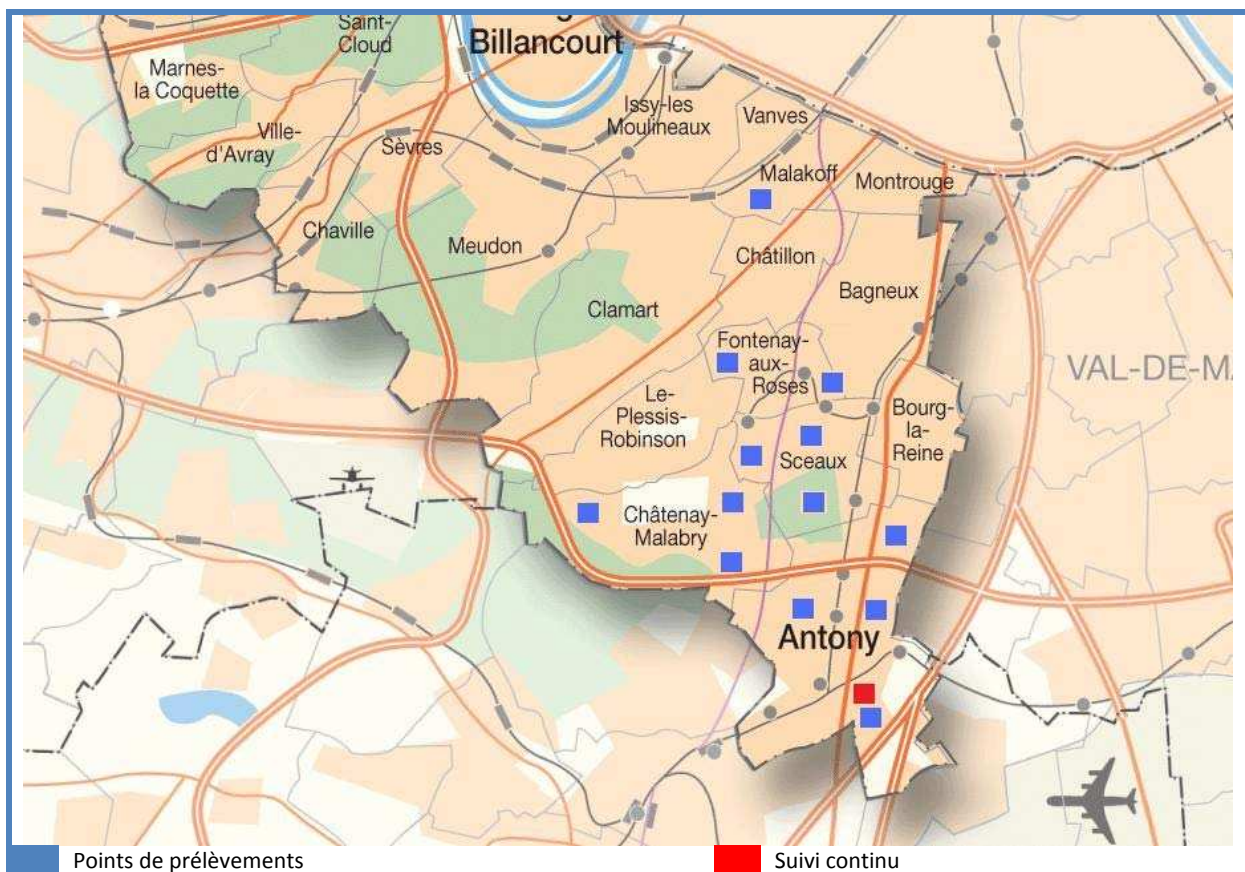 Saint-
Cloud
Billancourt
Marnes-
la Coquette
Issy-les
Moulineaux
Vanves
Ville-
d'Avray
Sèvres
Malakoff
Montrouge
Chaville
Meudon
Châtillon
Bagneux
Clamart
Fontenay-
aux-
Roses
VAL-DE-MA
Le-
Plessis-
Robinson
Bourg-
la-
Reine
Sceaux
Châtenay-
Malabry
Antony
Points de prélèvements
Suivi continu